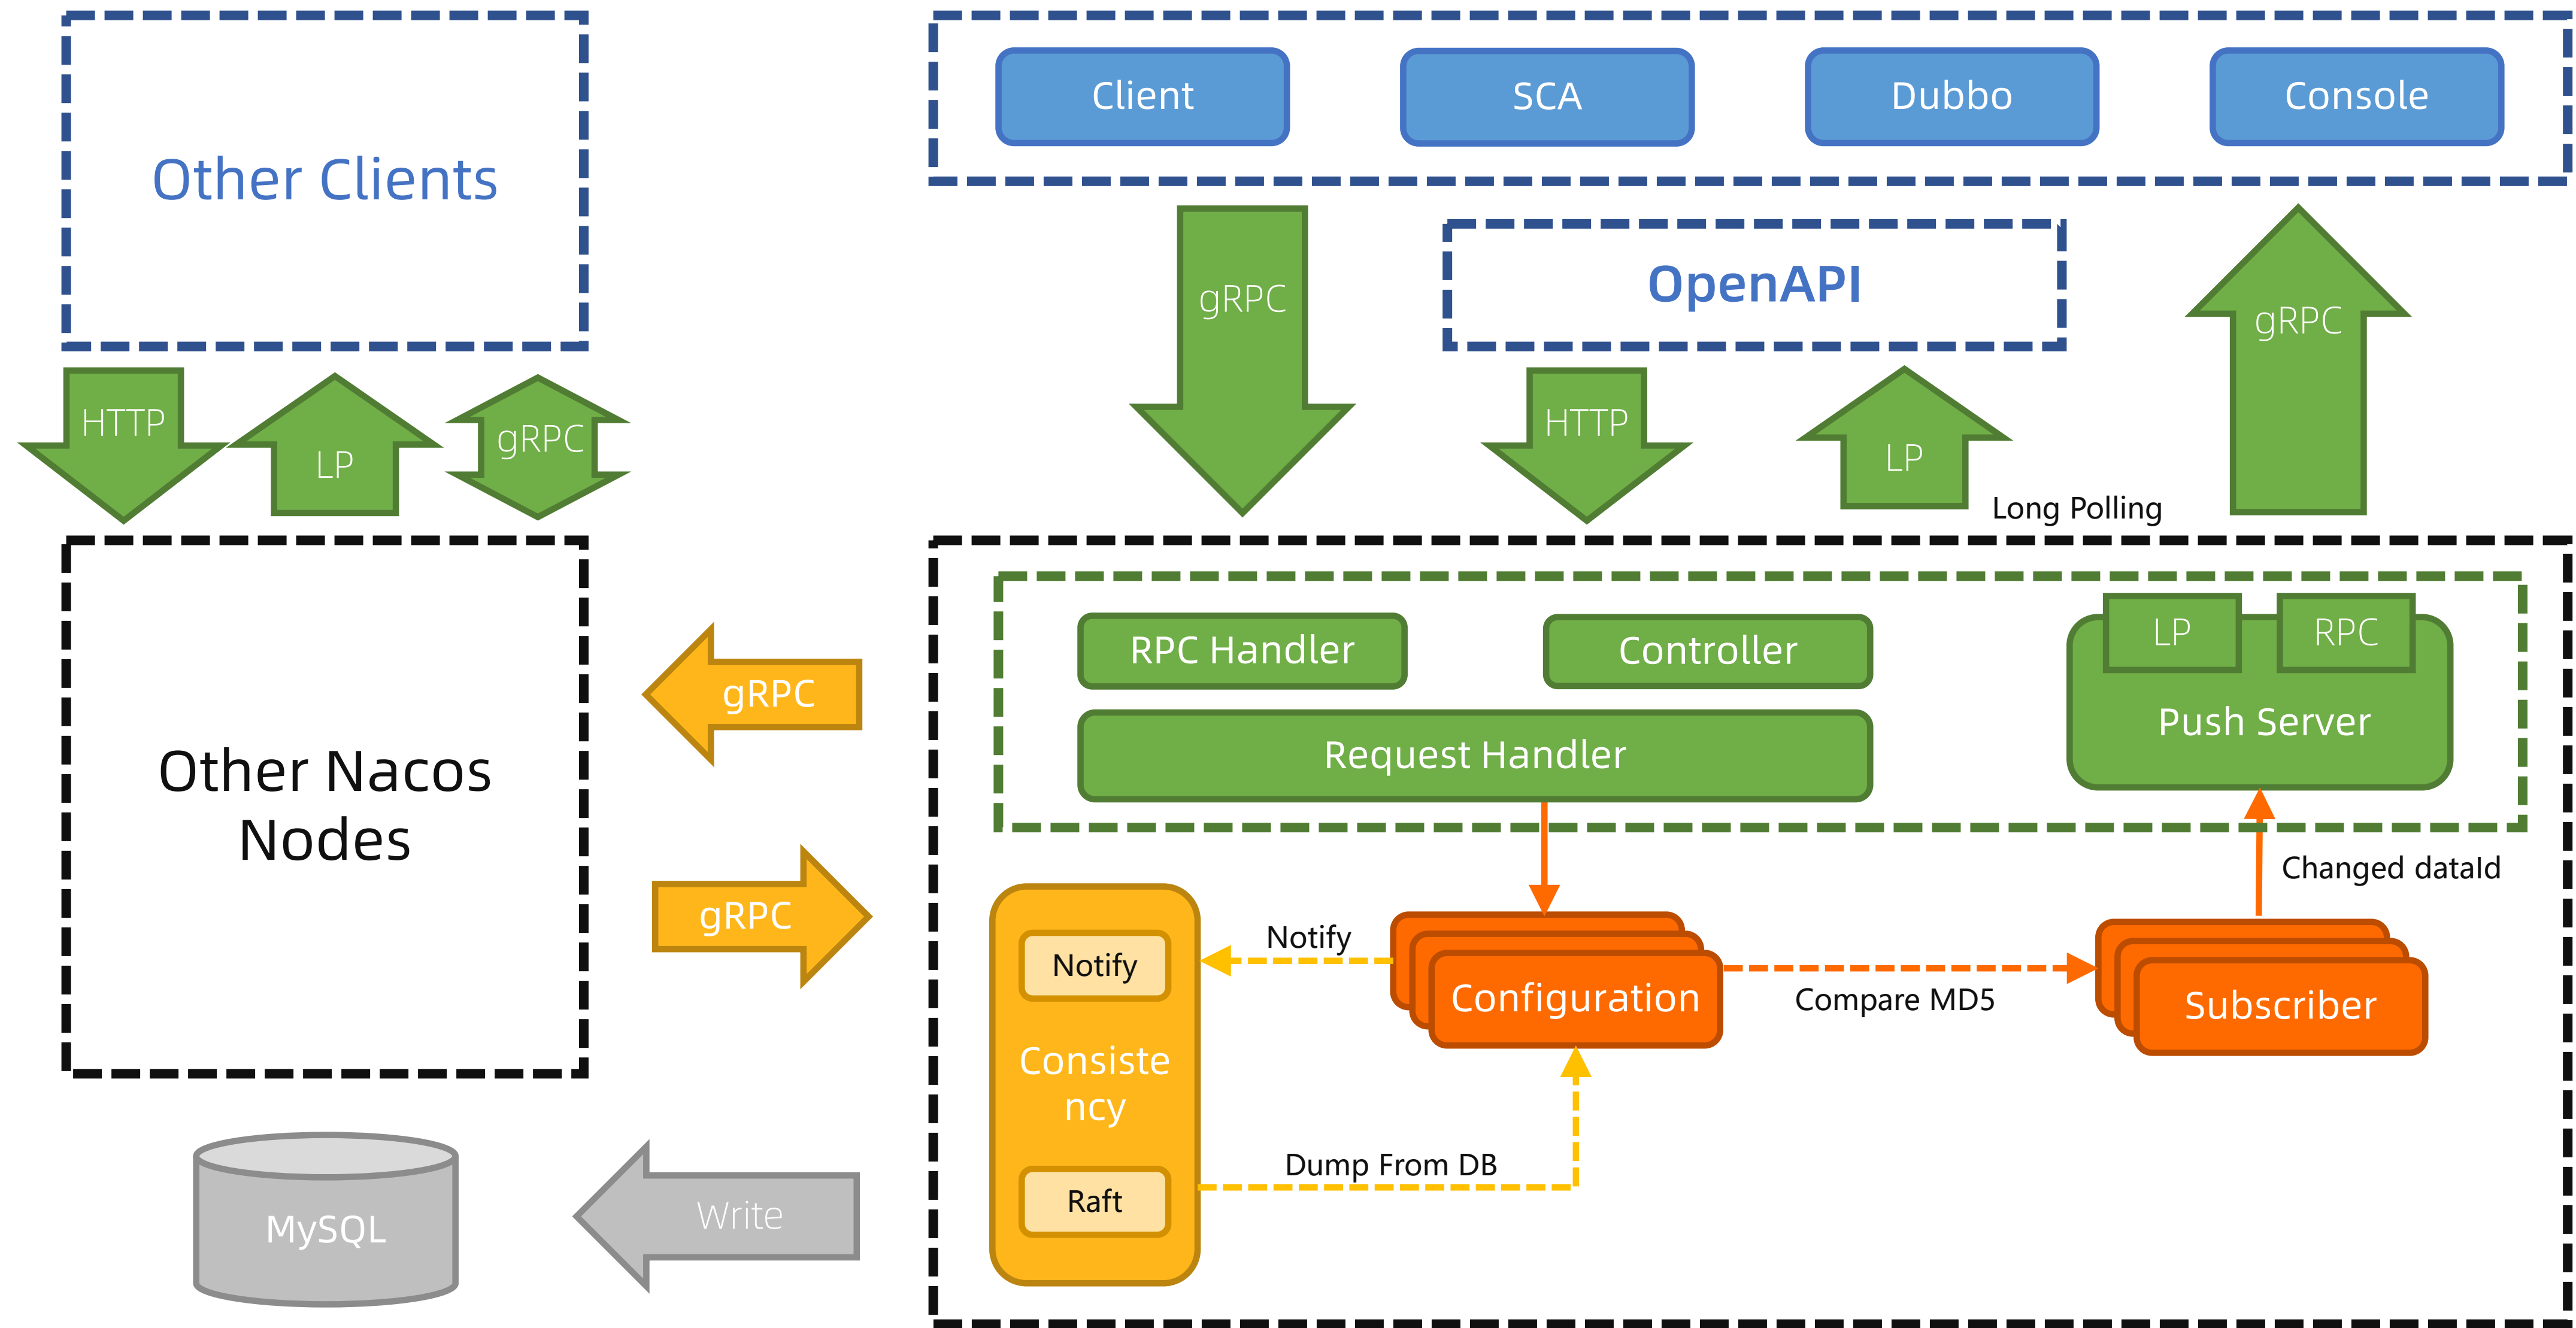 Client
SCA
Dubbo
Console
Other Clients
gRPC
OpenAPI
gRPC
HTTP
LP
gRPC
HTTP
LP
Long Polling
RPC Handler
Controller
LP
RPC
Push Server
Request Handler
gRPC
Other Nacos
Nodes
gRPC
Changed dataId
Notify
Notify
Configuration
Compare MD5
Subscriber
Consiste
ncy
Dump From DB
Raft
MySQL
Write